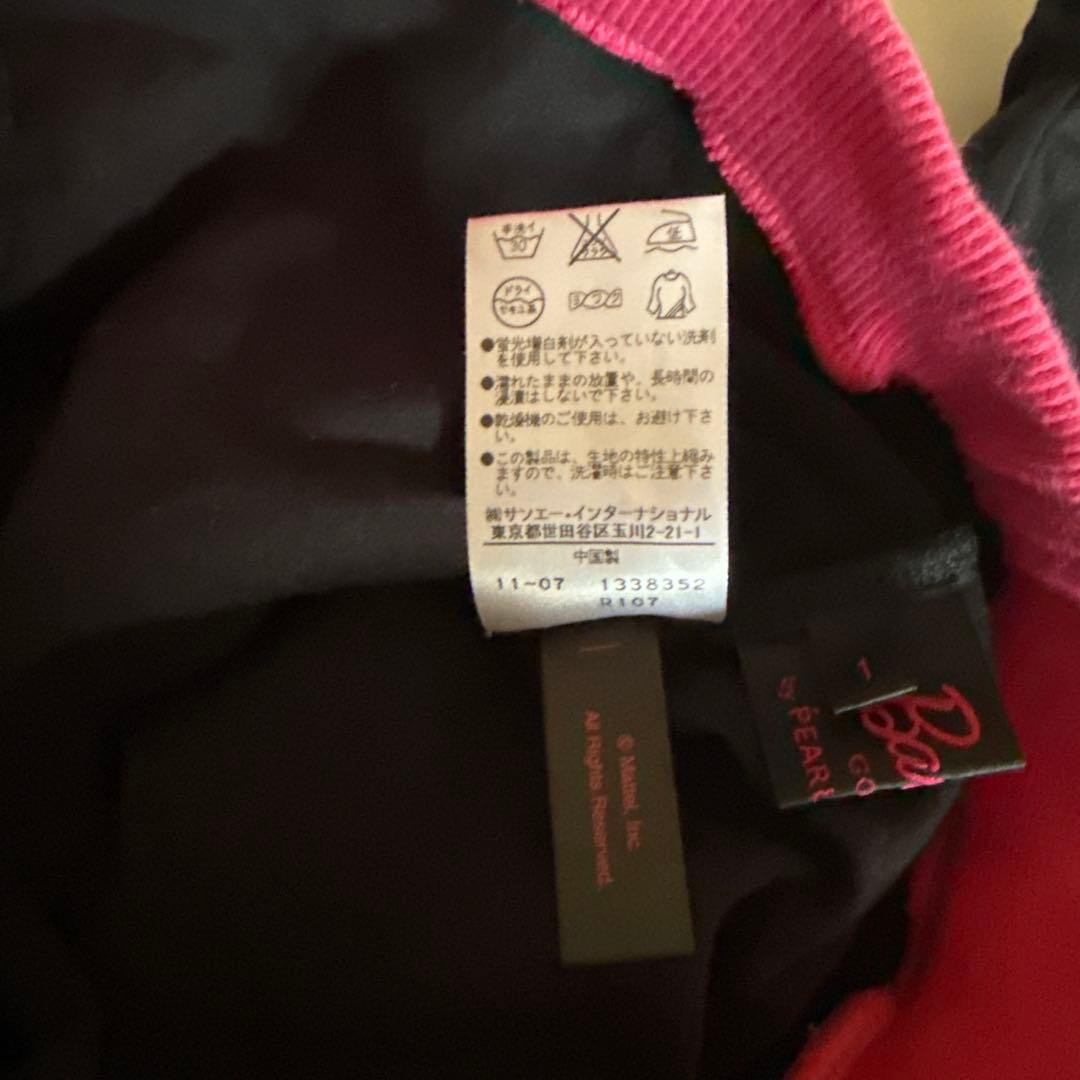 手洗イ
30
低
ドライ
セキユ系
ヨワク
●蛍光増白剤が入っていない洗剤
を使用して下さい。
●濡れたままの放置や、長時間の
浸漬はしないで下さい。
●乾燥機のご使用は、お避け下さ
い。
●この製品は、生地の特性上縮み
ますので、洗濯時はご注意下さ
い。
㈱サンエー・インターナショナル
東京都世田谷区玉川2-21-1
中国製
11-07 1338352
R107
© Mattel, Inc
All Rights Reserved.
1
Ba
CO
by PEARL